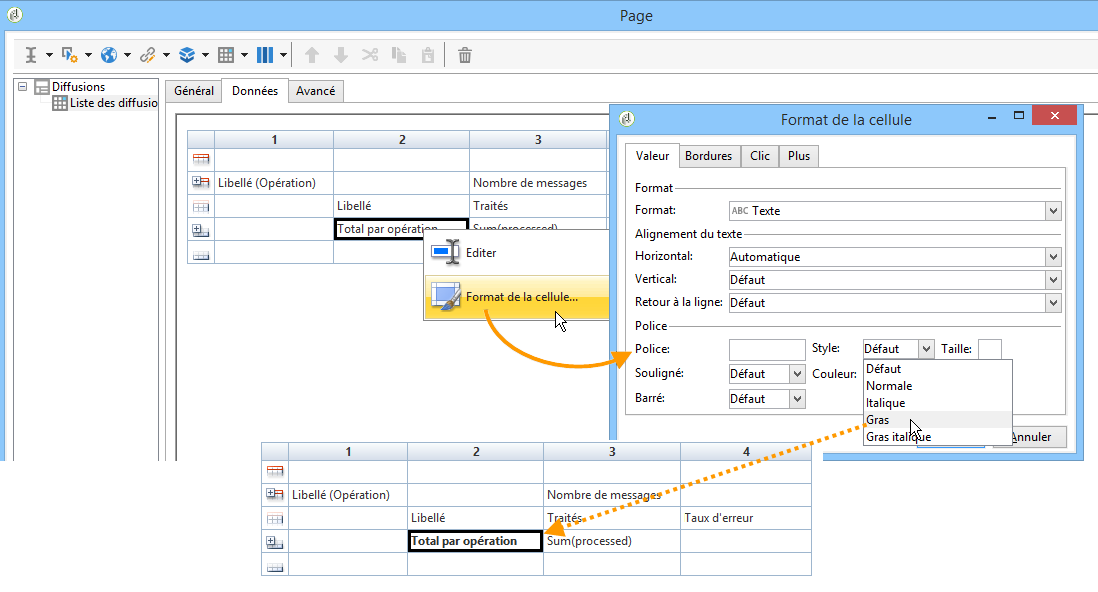 Page
Diffusions
Liste des diffusio
Général Données Avancé
1 2 3
Libellé (Opération) Nombre de messages
Libellé Traités
Total par opération Sum(processed)
Editer
Format de la cellule...
Format de la cellule
Valeur Bordures Clic Plus
Format
Format: ABC Texte
Alignement du texte
Horizontal: Automatique
Vertical: Défaut
Retour à la ligne: Défaut
Police
Police: Style: Défaut Taille:
Souligné: Défaut Couleur:
Barré: Défaut
Défaut
Normale
Italique
Gras
Gras italique
Annuler
1 2 3 4
Libellé (Opération) Nombre de messages
Libellé Traités Taux d'erreur
Total par opération Sum(processed)